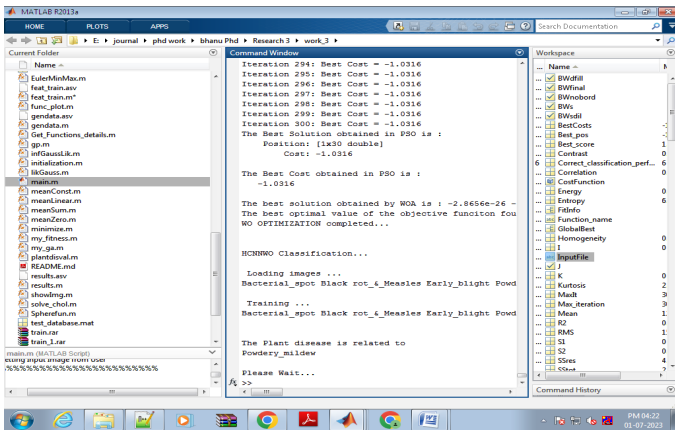 MATLAB R2013a
HOME PLOTS APPS Search Documentation
E: journal phd work bhanu Phd Research 3 work_3
Current Folder
Name
EulerMinMax.m
feat_train.asv
feat_train.m*
func_plot.m
gendata.asv
gendata.m
Get_Functions_details.m
gp.m
infGaussLik.m
initialization.m
likGauss.m
main.m
meanConst.m
meanLinear.m
meanSum.m
meanZero.m
minimize.m
my_fitness.m
my_ga.m
plantdisval.m
README.md
results.asv
results.m
showImg.m
solve_chol.m
Spherefun.m
test_database.mat
train.rar
train_1.rar
main.m (MATLAB Script)
etting input image from user
%%%%%%%%%%%%%%%%%%%%%%%
Command Window
Iteration 294: Best Cost = -1.0316
Iteration 295: Best Cost = -1.0316
Iteration 296: Best Cost = -1.0316
Iteration 297: Best Cost = -1.0316
Iteration 298: Best Cost = -1.0316
Iteration 299: Best Cost = -1.0316
Iteration 300: Best Cost = -1.0316
The Best Solution obtained in PSO is :
Position: [1x30 double]
Cost: -1.0316
The Best Cost obtained in PSO is :
-1.0316
The best solution obtained by WOA is : -2.8656e-26 -
The best optimal value of the objective funciton fou
WO OPTIMIZATION completed...
HCNNWO Classification...
Loading images ...
Bacterial_spot Black rot_&_Measles Early_blight Powd
Training ...
Bacterial_spot Black rot_&_Measles Early_blight Powd
The Plant disease is related to
Powdery_mildew
Please Wait...
fx >>
Workspace
Name
BWdfill
BWfinal
BWnobord
BWs
BWsdil
BestCosts
Best_pos
Best_score
Contrast
Correct_classification_perf...
Correlation
CostFunction
Energy
Entropy
FitInfo
Function_name
GlobalBest
Homogeneity
I
InputFile
J
K
Kurtosis
MaxIt
Max_iteration
Mean
R2
RMS
S1
S2
SSres
SStot
Command History
PM 04:22
01-07-2023